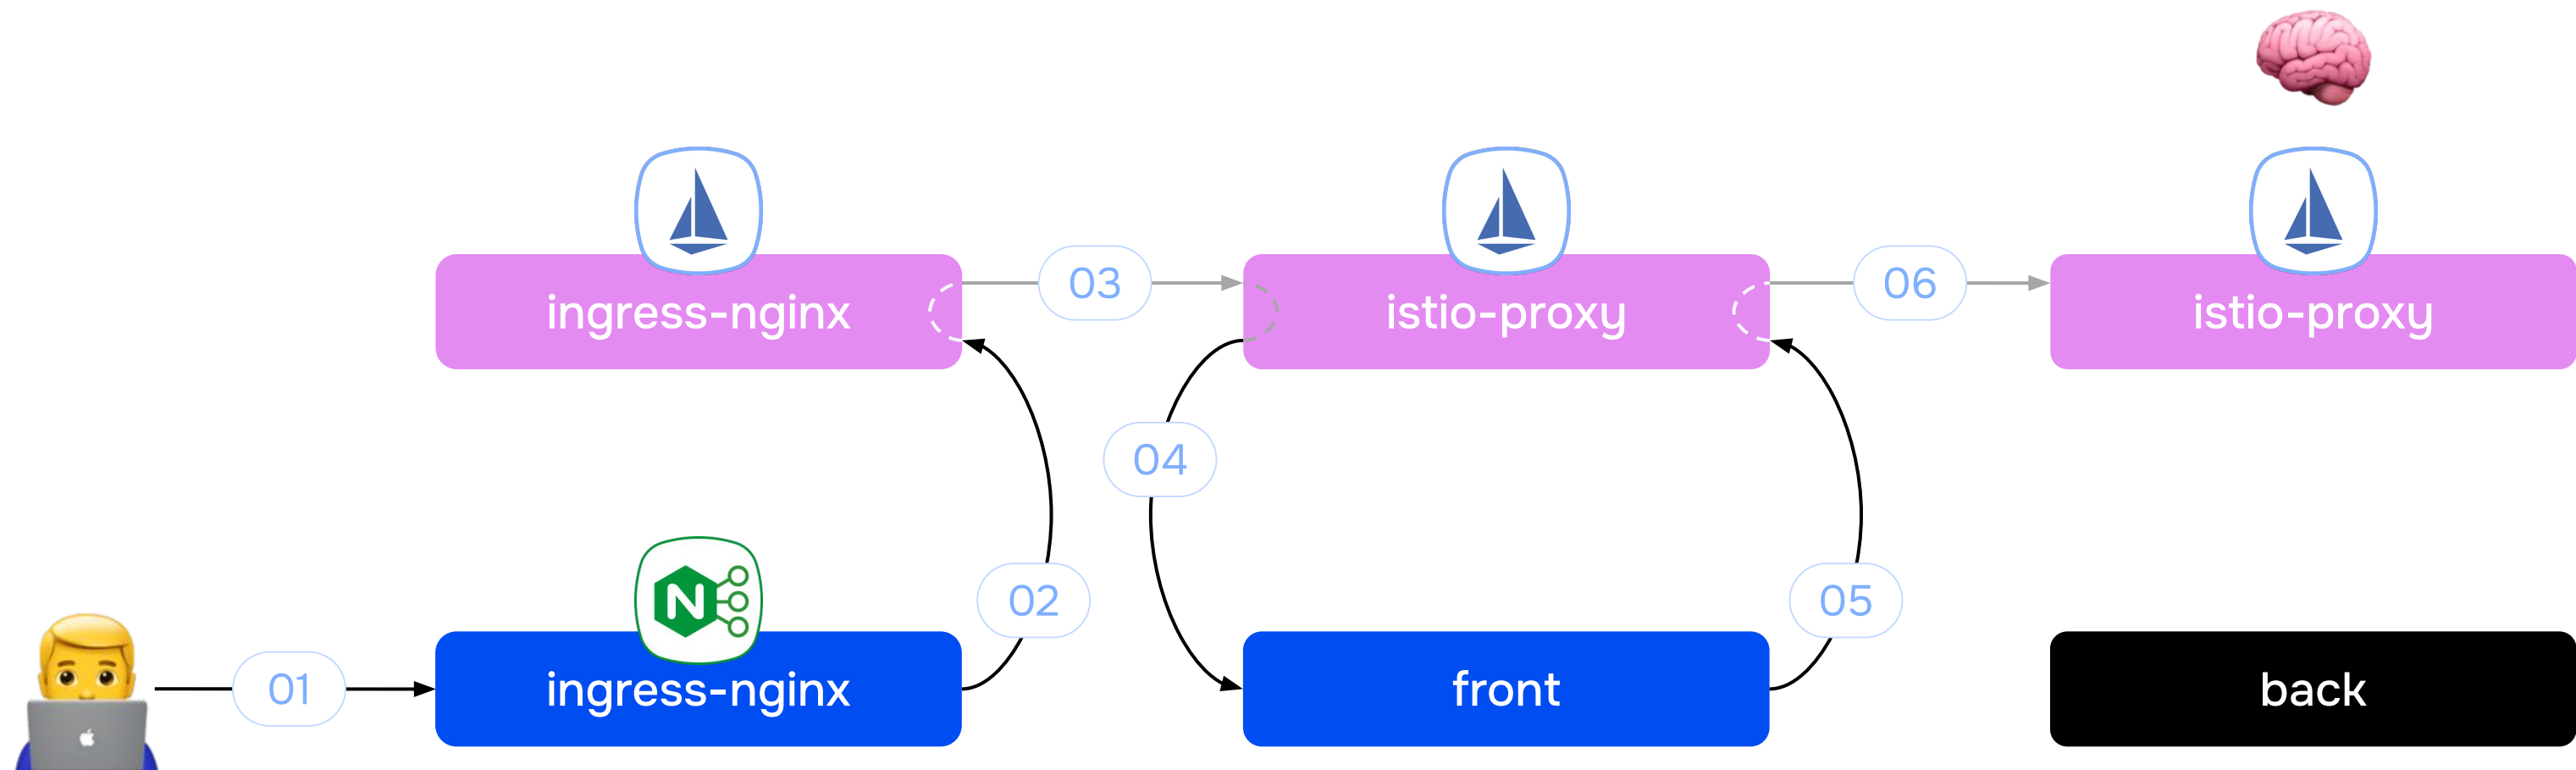 03
06
ingress-nginx
istio-proxy
istio-proxy
04
02
05
N
01
ingress-nginx
front
back